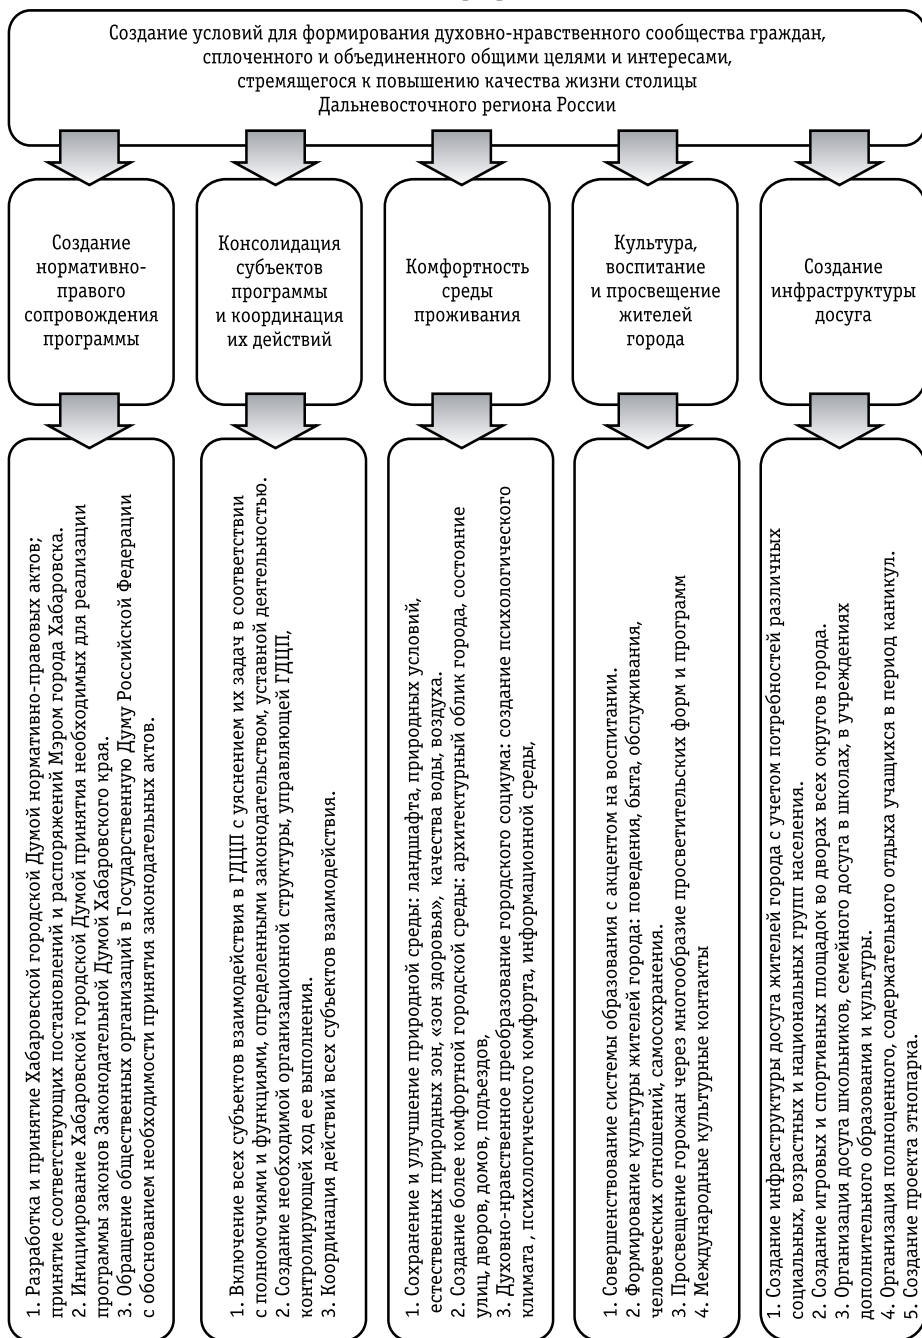 Создание условий для формирования духовно-нравственного сообщества граждан,
сплоченного и объединенного общими целями и интересами,
стремящегося к повышению качества жизни столицы
Дальневосточного региона России
Создание
нормативно-
правого
сопровождения
программы
Консолидация
субъектов
программы
и координация
их действий
Комфортность
среды
проживания
Культура,
воспитание
и просвещение
жителей
города
Создание
инфраструктуры
досуга
1. Разработка и принятие Хабаровской городской Думой нормативно-правовых актов;
принятие соответствующих постановлений и распоряжений Мэром города Хабаровска.
2. Инициирование Хабаровской городской Думой принятия необходимых для реализации
программы законов Законодательной Думой Хабаровского края.
3. Обращение общественных организаций в Государственную Думу Российской Федерации
с обоснованием необходимости принятия законодательных актов.
1. Включение всех субъектов взаимодействия в ГДЦП с уяснением их задач в соответствии
с полномочиями и функциями, определенными законодательством, уставной деятельностью.
2. Создание необходимой организационной структуры, управляющей ГДЦП,
контролирующей ход ее выполнения.
3. Координация действий всех субъектов взаимодействия.
1. Сохранение и улучшение природной среды: ландшафта, природных условий,
естественных природных зон, «зон здоровья», качества воды, воздуха.
2. Создание более комфортной городской среды: архитектурный облик города, состояние
улиц, дворов, домов, подъездов,
3. Духовно-нравственное преобразование городского социума: создание психологического
климата , психологического комфорта, информационной среды,
1. Совершенствование системы образования с акцентом на воспитании.
2. Формирование культуры жителей города: поведения, быта, обслуживания,
человеческих отношений, самосохранения.
3. Просвещение горожан через многообразие просветительских форм и программ
4. Международные культурные контакты
1. Создание инфраструктуры досуга жителей города с учетом потребностей различных
социальных, возрастных и национальных групп населения.
2. Создание игровых и спортивных площадок во дворах всех округов города.
3. Организация досуга школьников, семейного досуга в школах, в учреждениях
дополнительного образования и культуры.
4. Организация полноценного, содержательного отдыха учащихся в период каникул.
5. Создание проекта этнопарка.